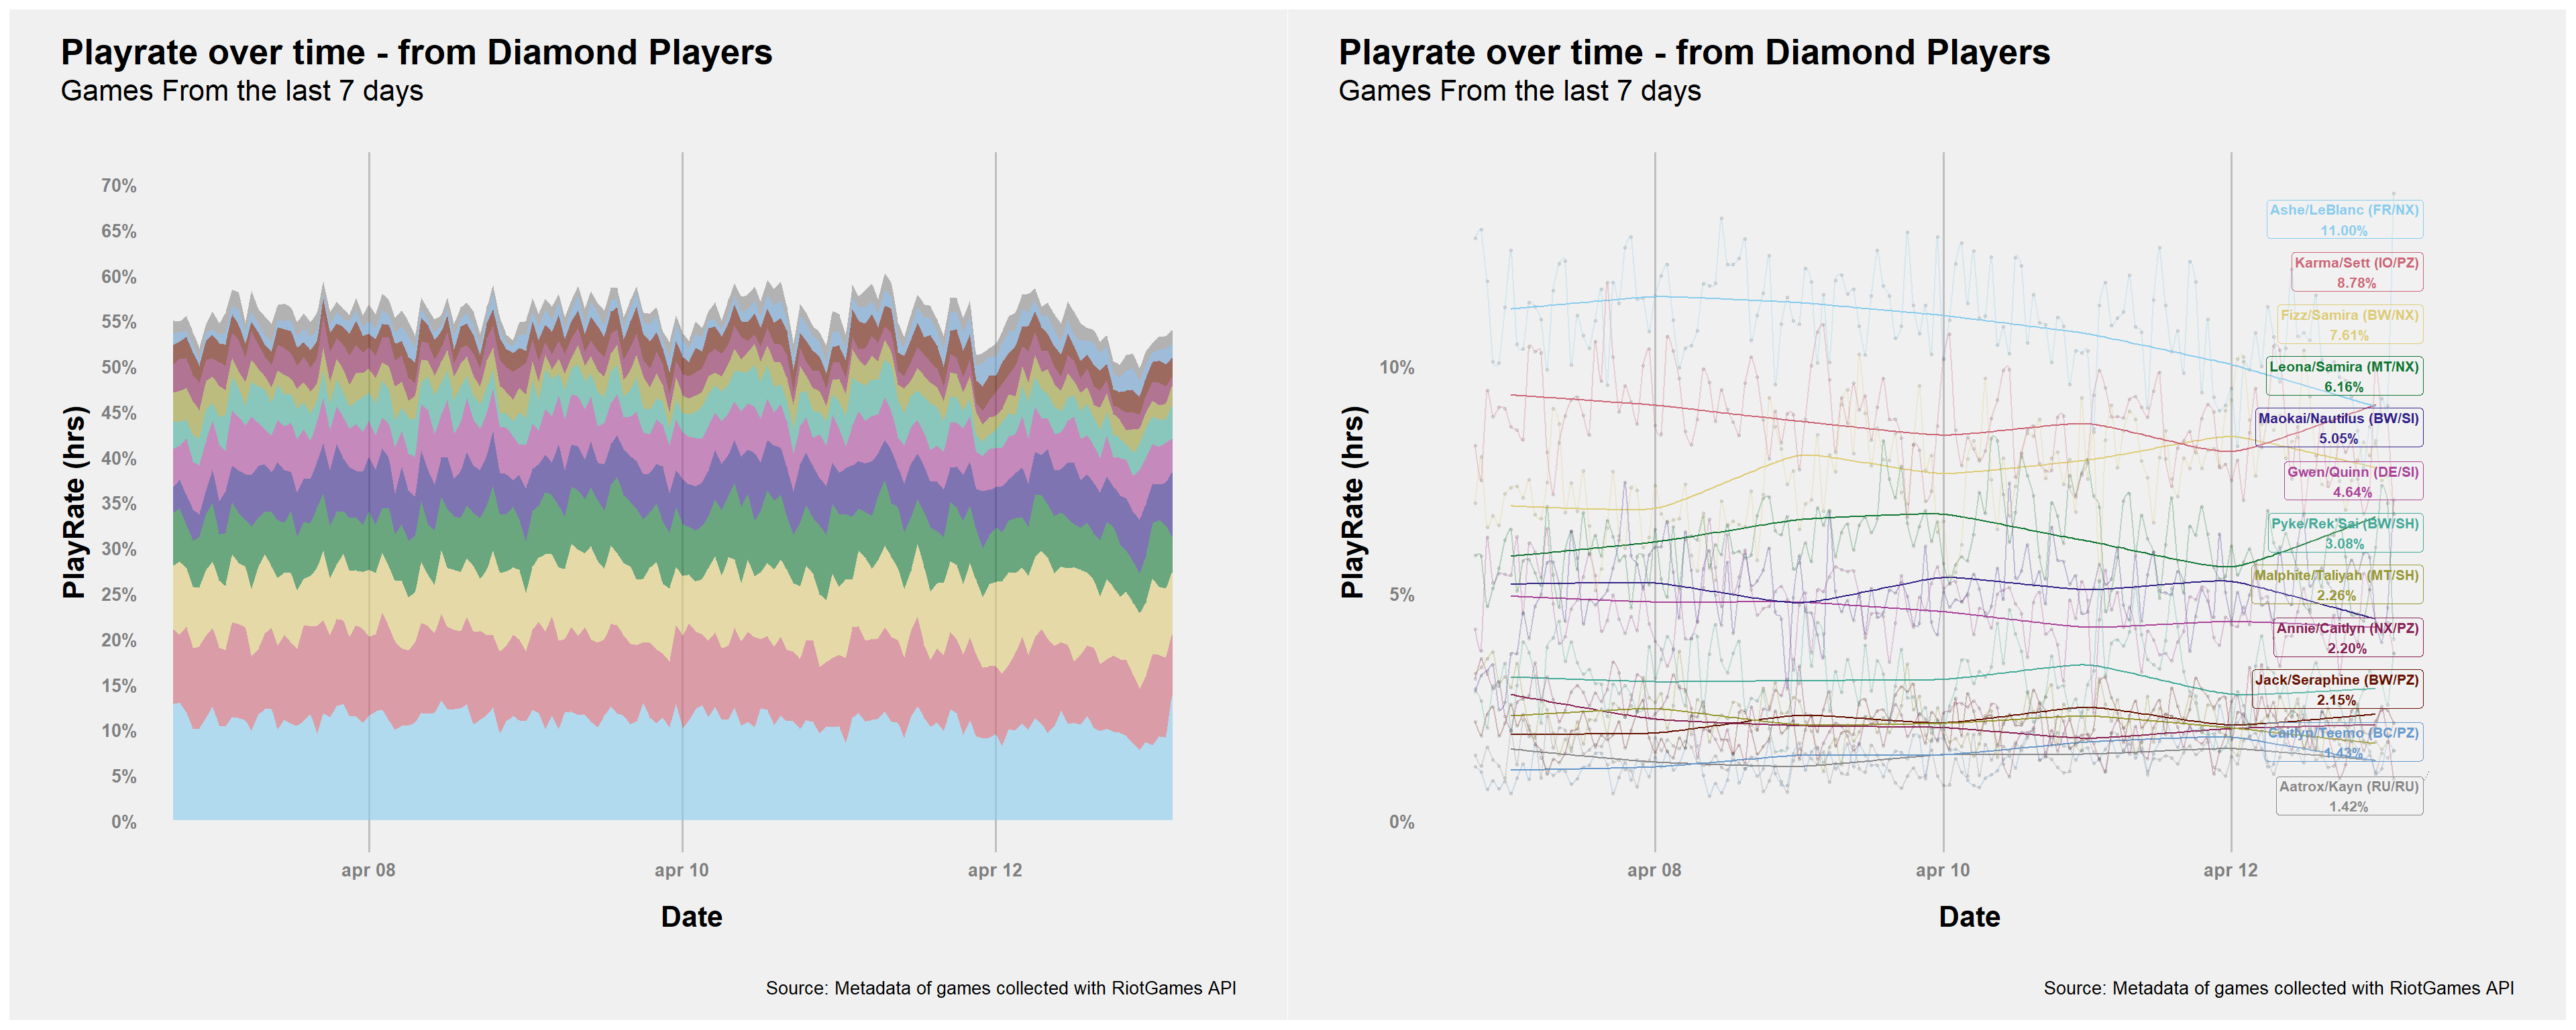 Playrate over time - from Diamond Players
Games From the last 7 days
70%
65%
60%
55%
50%
45%
40%
35%
30%
25%
20%
15%
10%
5%
0%
PlayRate (hrs)
apr 08
apr 10
apr 12
Date
Source: Metadata of games collected with RiotGames API
Playrate over time - from Diamond Players
Games From the last 7 days
10%
5%
0%
PlayRate (hrs)
Ashe/LeBlanc (FR/NX)
11.00%
Karma/Sett (IO/PZ)
8.78%
Fizz/Samira (BW/NX)
7.61%
Leona/Samira (MT/NX)
6.16%
Maokai/Nautilus (BW/SI)
5.05%
Gwen/Quinn (DE/SI)
4.64%
Pyke/Rek'Sai (BW/SH)
3.08%
Malphite/Taliyah (MT/SH)
2.26%
Annie/Caitlyn (NX/PZ)
2.20%
Jack/Seraphine (BW/PZ)
2.15%
Caitlyn/Teemo (BC/PZ)
1.43%
Aatrox/Kayn (RU/RU)
1.42%
apr 08
apr 10
apr 12
Date
Source: Metadata of games collected with RiotGames API